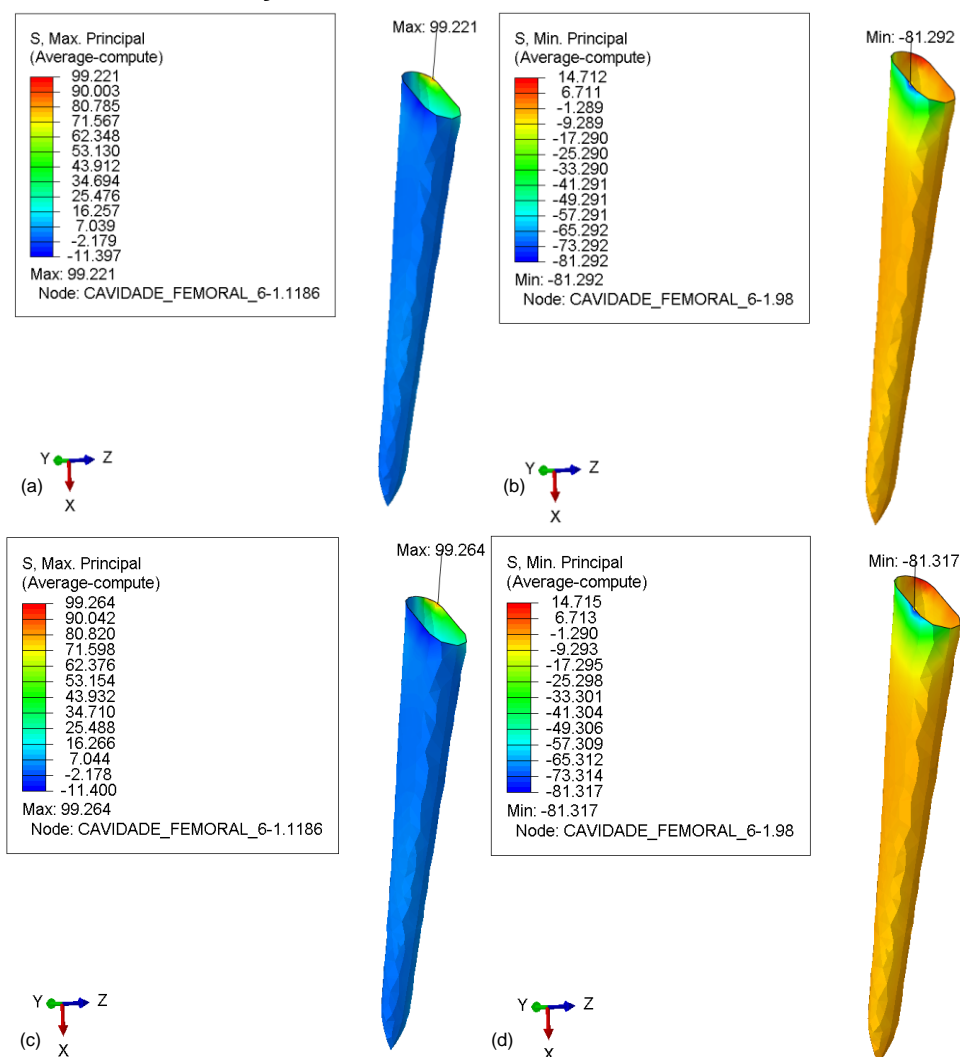 Max: 99.221
S, Max. Principal
(Average-compute)
99.221
90.003
80.785
71.567
62.348
53.130
43.912
34.694
25.476
16.257
7.039
-2.179
-11.397
Max: 99.221
Node: CAVIDADE_FEMORAL_6-1.1186
Y
Z
X
(a)
Min: -81.292
S, Min. Principal
(Average-compute)
14.712
6.711
-1.289
-9.289
-17.290
-25.290
-33.290
-41.291
-49.291
-57.291
-65.292
-73.292
-81.292
Min: -81.292
Node: CAVIDADE_FEMORAL_6-1.98
Y
Z
X
(b)
Max: 99.264
S, Max. Principal
(Average-compute)
99.264
90.042
80.820
71.598
62.376
53.154
43.932
34.710
25.488
16.266
7.044
-2.178
-11.400
Max: 99.264
Node: CAVIDADE_FEMORAL_6-1.1186
Y
Z
X
(c)
Min: -81.317
S, Min. Principal
(Average-compute)
14.715
6.713
-1.290
-9.293
-17.295
-25.298
-33.301
-41.304
-49.306
-57.309
-65.312
-73.314
-81.317
Min: -81.317
Node: CAVIDADE_FEMORAL_6-1.98
Y
Z
X
(d)